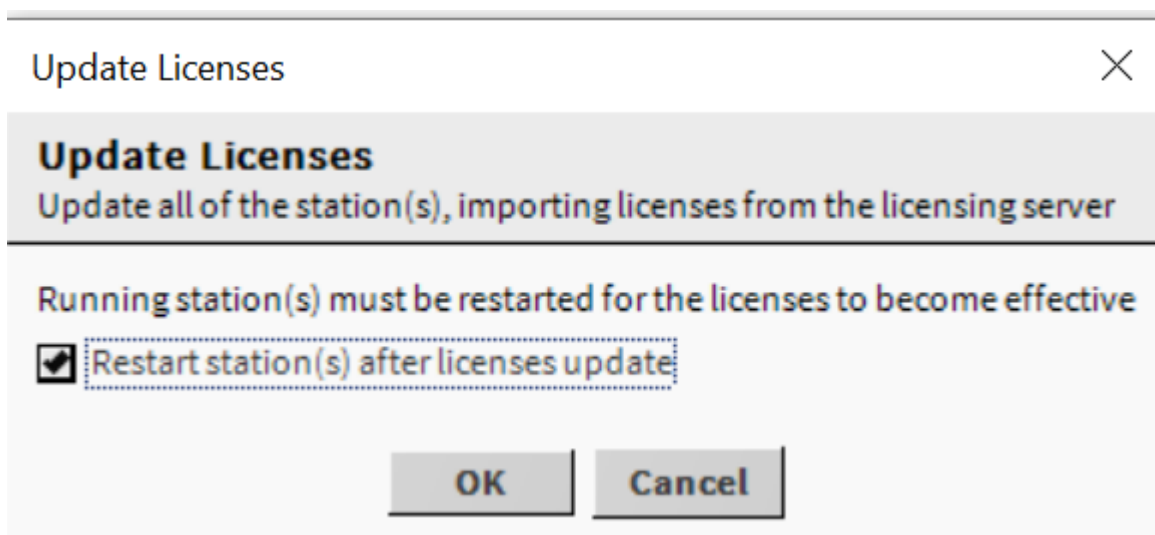 Update Licenses
Update Licenses
Update all of the station(s), importing licenses from the licensing server
Running station(s) must be restarted for the licenses to become effective
Restart station(s) after licenses update
OK Cancel